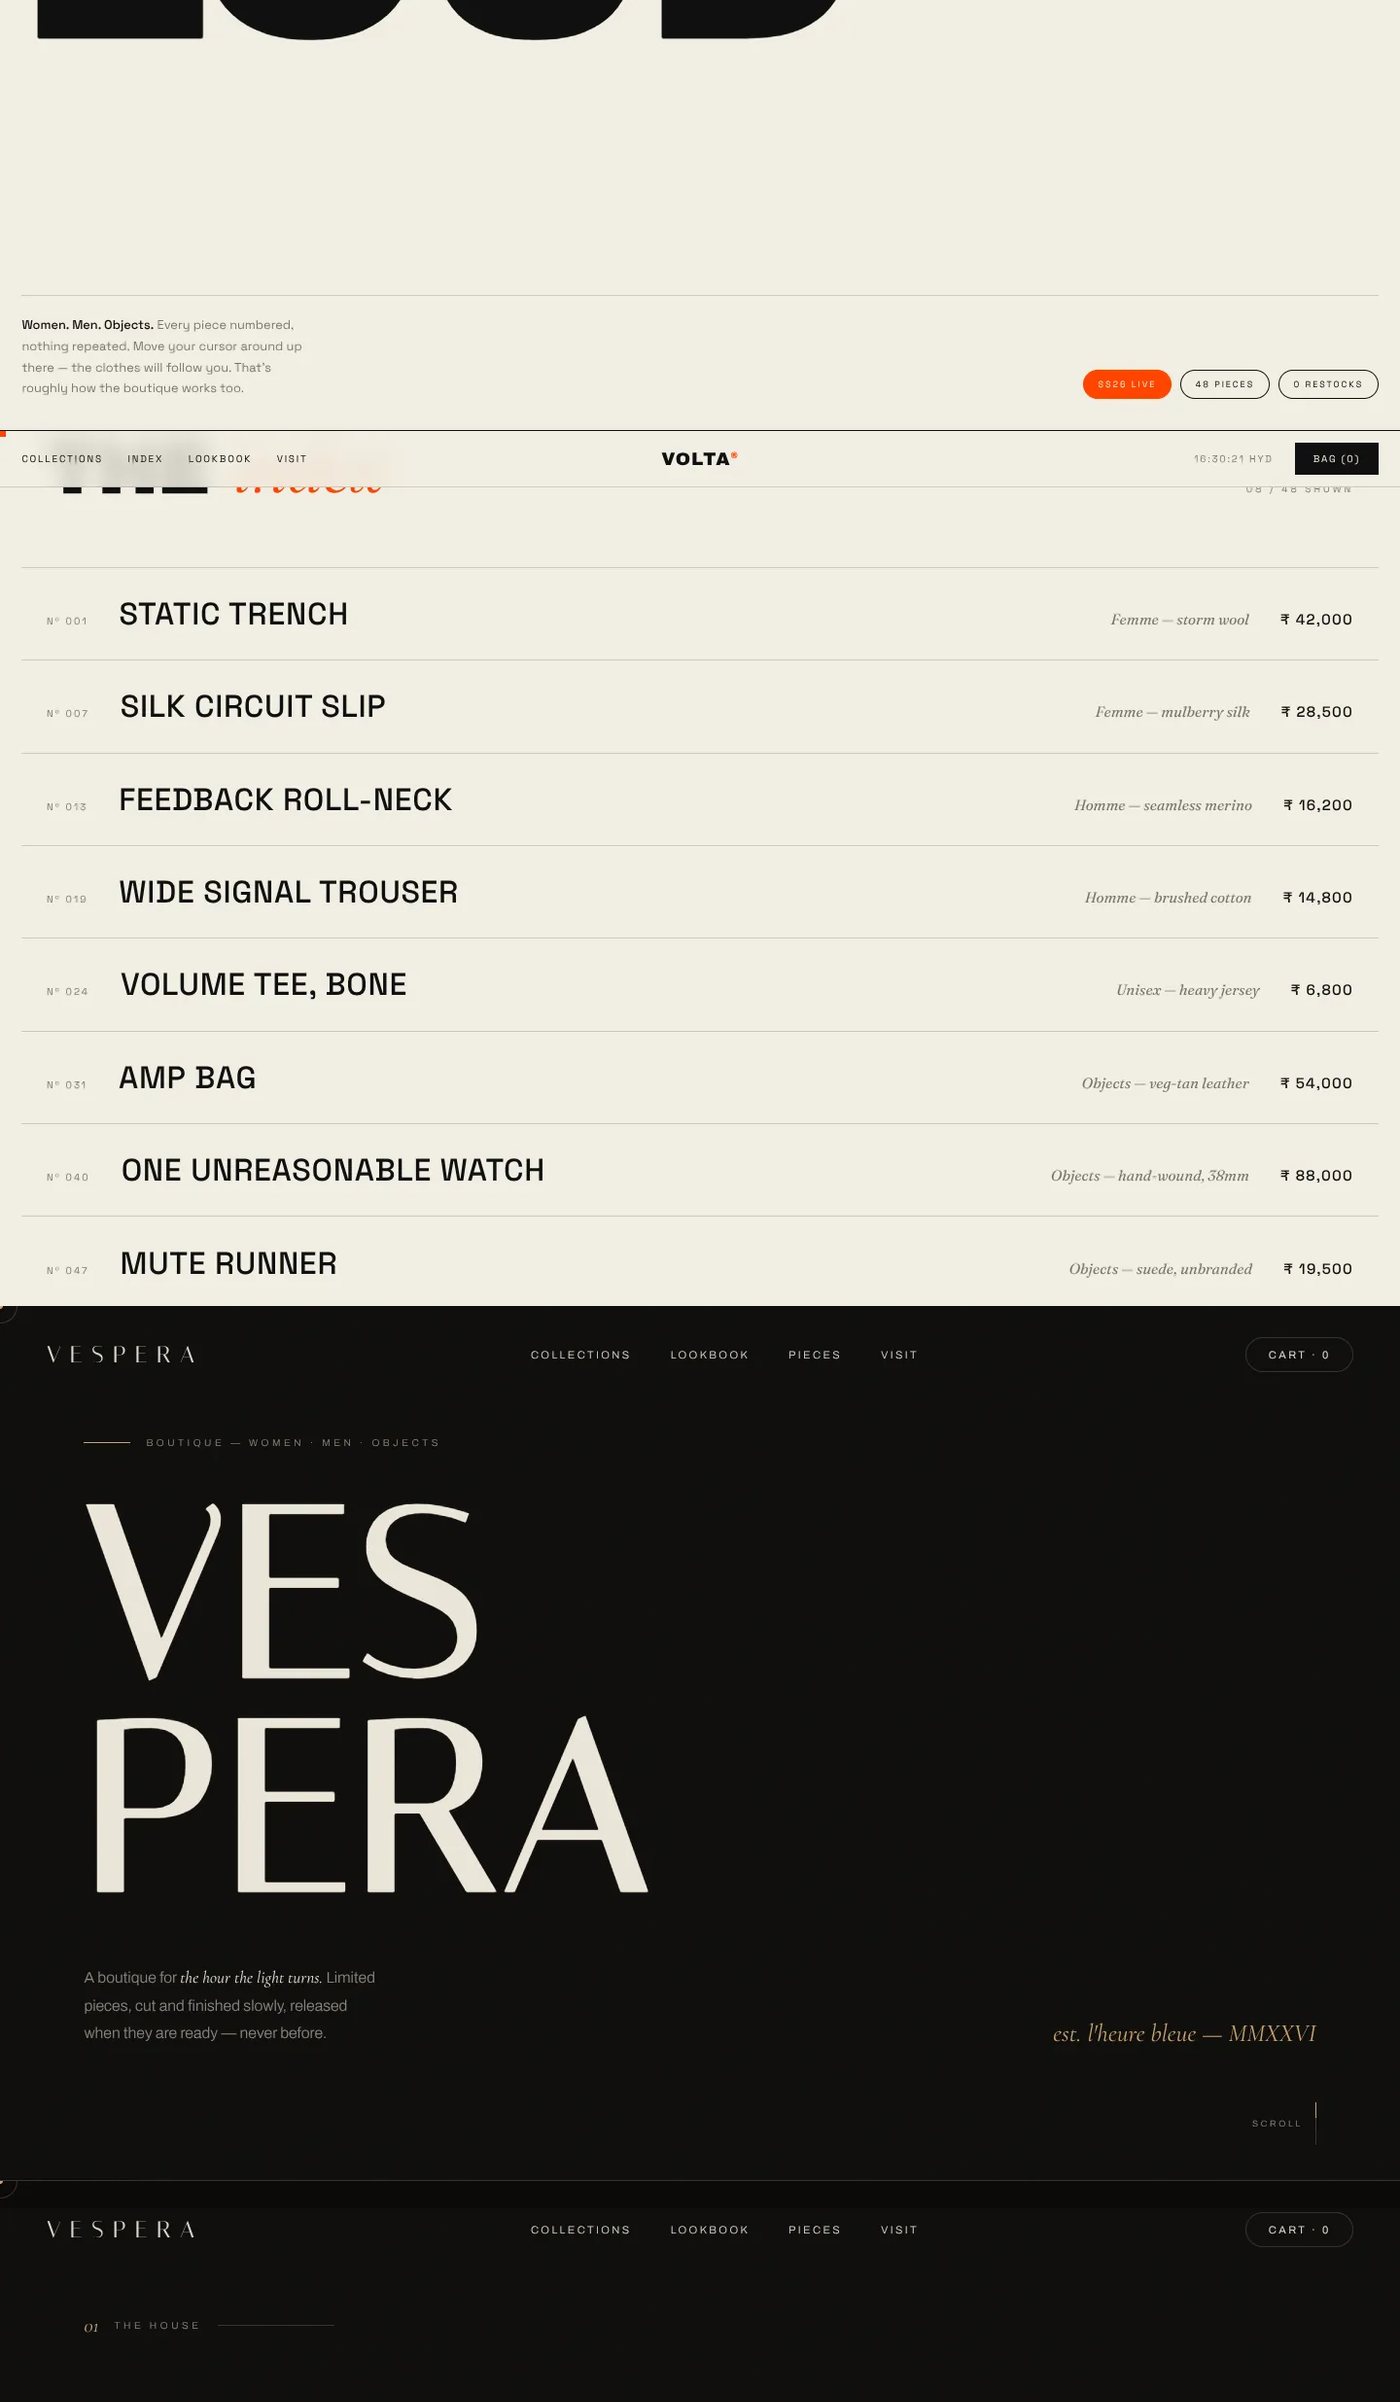 LOUD
Women. Men. Objects. Every piece numbered,
nothing repeated. Move your cursor around up
there — the clothes will follow you. That's
roughly how the boutique works too.
SS26 LIVE
48 PIECES
0 RESTOCKS
COLLECTIONS INDEX LOOKBOOK VISIT
VOLTA®
16:30:21 HYD
BAG (0)
THE index
08 / 48 SHOWN
Nº 001 STATIC TRENCH Femme — storm wool ₹ 42,000
Nº 007 SILK CIRCUIT SLIP Femme — mulberry silk ₹ 28,500
Nº 013 FEEDBACK ROLL-NECK Homme — seamless merino ₹ 16,200
Nº 019 WIDE SIGNAL TROUSER Homme — brushed cotton ₹ 14,800
Nº 024 VOLUME TEE, BONE Unisex — heavy jersey ₹ 6,800
Nº 031 AMP BAG Objects — veg-tan leather ₹ 54,000
Nº 040 ONE UNREASONABLE WATCH Objects — hand-wound, 38mm ₹ 88,000
Nº 047 MUTE RUNNER Objects — suede, unbranded ₹ 19,500
VESPERA
COLLECTIONS LOOKBOOK PIECES VISIT
CART · 0
BOUTIQUE — WOMEN · MEN · OBJECTS
VES
PERA
A boutique for the hour the light turns. Limited
pieces, cut and finished slowly, released
when they are ready — never before.
est. l'heure bleue — MMXXVI
SCROLL
VESPERA
COLLECTIONS LOOKBOOK PIECES VISIT
CART · 0
01 THE HOUSE